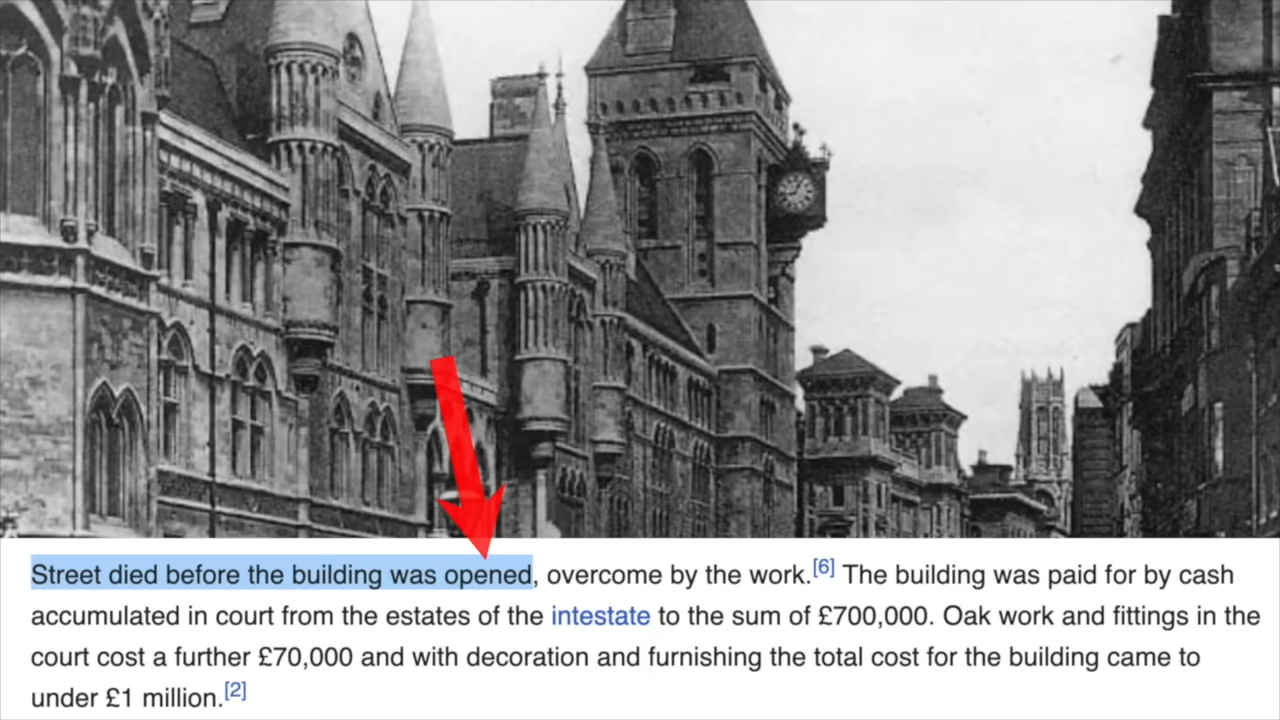 Street died before the building was opened, overcome by the work.[6] The building was paid for by cash
accumulated in court from the estates of the intestate to the sum of £700,000. Oak work and fittings in the
court cost a further £70,000 and with decoration and furnishing the total cost for the building came to
under £1 million.[2]